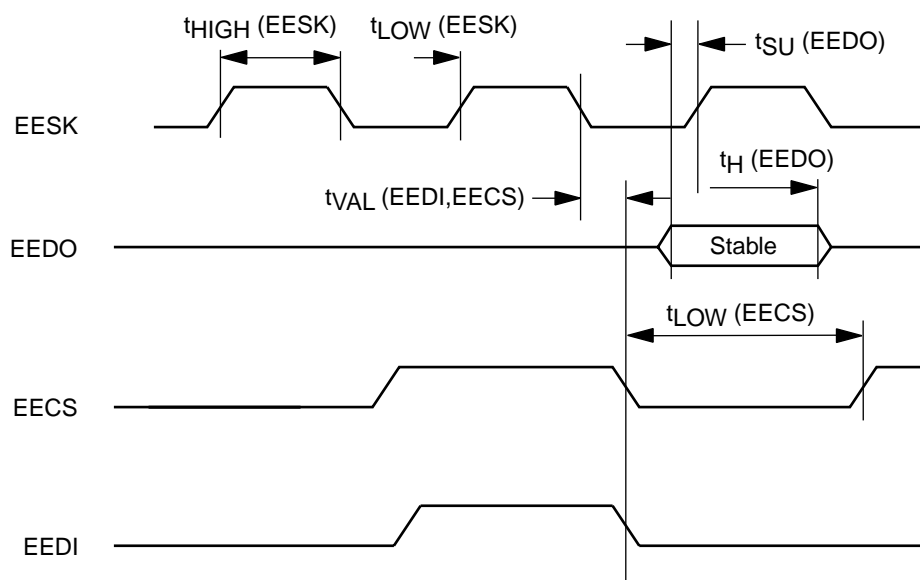 tHIGH (EESK)
tLOW (EESK)
tSU (EEDO)
EESK
tH (EEDO)
tVAL (EEDI,EECS)
EEDO
Stable
tLOW (EECS)
EECS
EEDI